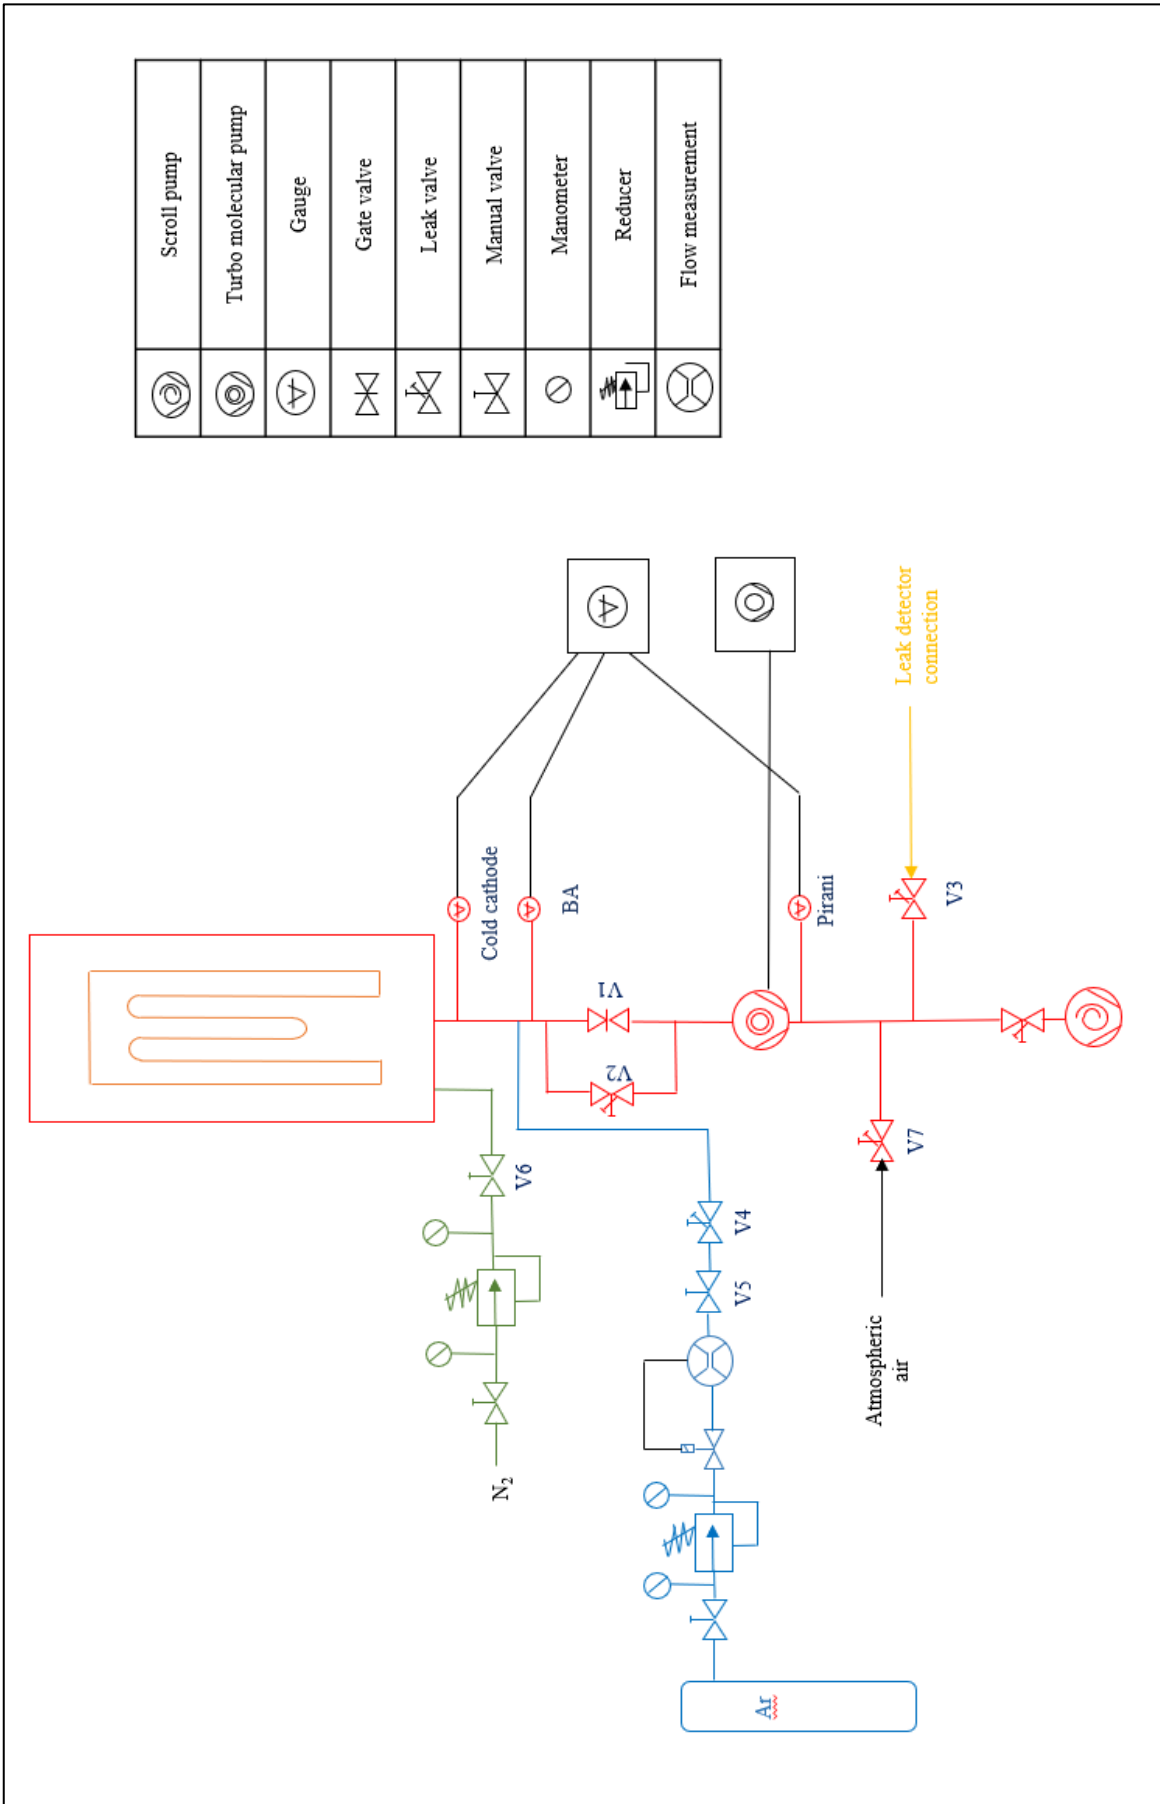 Scroll pump
Turbo molecular pump
Gauge
Gate valve
Leak valve
Manual valve
Manometer
Reducer
Flow measurement
Cold cathode
BA
Pirani
Leak detector
connection
V3
V1
V2
V6
V4
V5
V7
Atmospheric
air
N₂
Ar